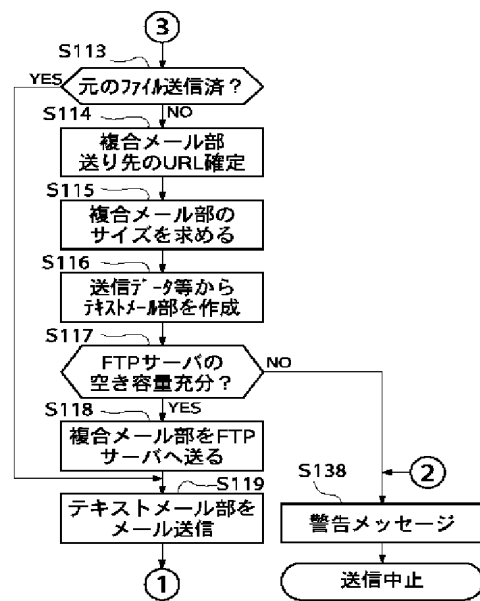 3
S113
YES
元のファイル送信済?
NO
S114
複合メール部
送り先のURL確定
S115
複合メール部の
サイズを求める
S116
送信データ等から
テキストメール部を作成
S117
FTPサーバの
空き容量充分?
NO
YES
S118
複合メール部をFTP
サーバへ送る
S119
テキストメール部を
メール送信
1
2
S138
警告メッセージ
送信中止